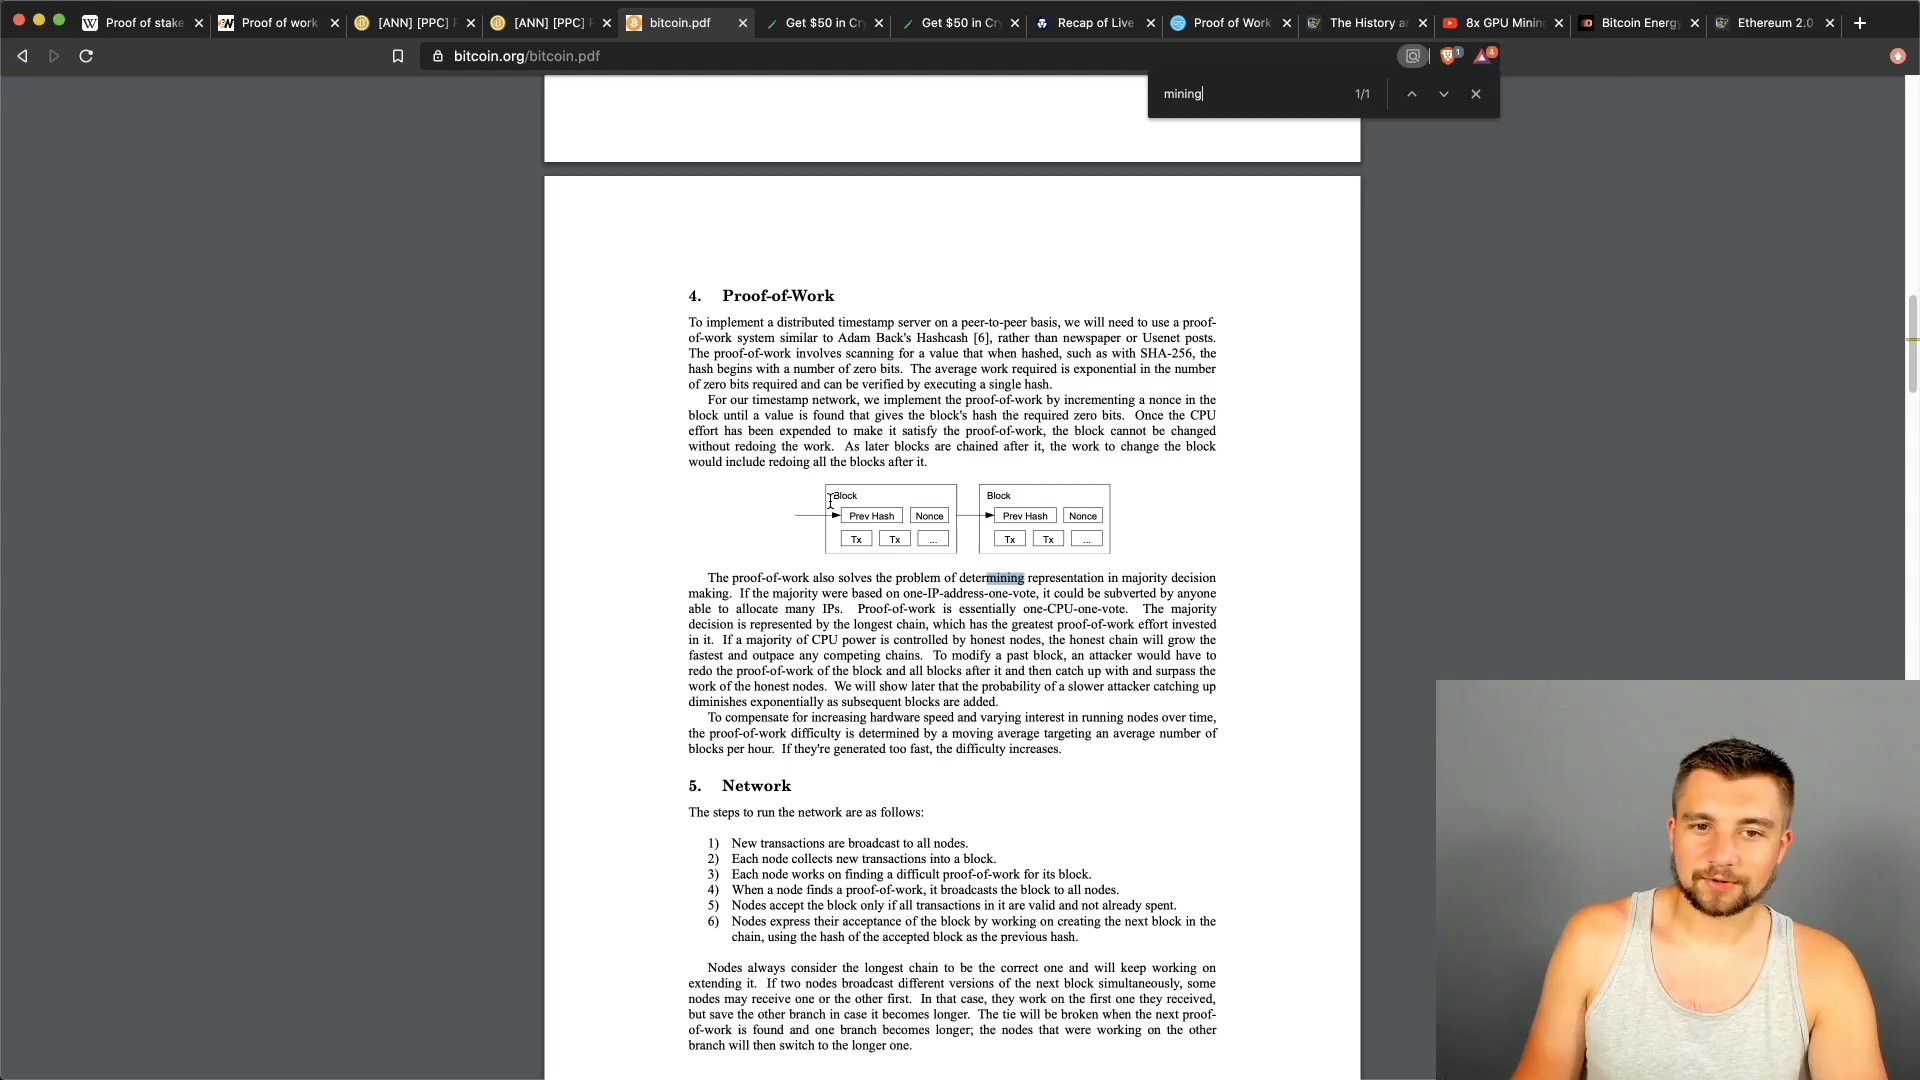 Proof of stake
Proof of work
[ANN] [PPC]
[ANN] [PPC]
bitcoin.pdf
Get $50 in Cr
Get $50 in Cr
Recap of Live
Proof of Work
The History a
8x GPU Minin
Bitcoin Energ
Ethereum 2.0
bitcoin.org/bitcoin.pdf
1
4
mining
1/1
4. Proof-of-Work
To implement a distributed timestamp server on a peer-to-peer basis, we will need to use a proof-
of-work system similar to Adam Back's Hashcash [6], rather than newspaper or Usenet posts.
The proof-of-work involves scanning for a value that when hashed, such as with SHA-256, the
hash begins with a number of zero bits. The average work required is exponential in the number
of zero bits required and can be verified by executing a single hash.
For our timestamp network, we implement the proof-of-work by incrementing a nonce in the
block until a value is found that gives the block's hash the required zero bits. Once the CPU
effort has been expended to make it satisfy the proof-of-work, the block cannot be changed
without redoing the work. As later blocks are chained after it, the work to change the block
would include redoing all the blocks after it.
Block
Prev Hash
Nonce
Tx
Tx
...
Block
Prev Hash
Nonce
Tx
Tx
...
The proof-of-work also solves the problem of determining representation in majority decision
making. If the majority were based on one-IP-address-one-vote, it could be subverted by anyone
able to allocate many IPs. Proof-of-work is essentially one-CPU-one-vote. The majority
decision is represented by the longest chain, which has the greatest proof-of-work effort invested
in it. If a majority of CPU power is controlled by honest nodes, the honest chain will grow the
fastest and outpace any competing chains. To modify a past block, an attacker would have to
redo the proof-of-work of the block and all blocks after it and then catch up with and surpass the
work of the honest nodes. We will show later that the probability of a slower attacker catching up
diminishes exponentially as subsequent blocks are added.
To compensate for increasing hardware speed and varying interest in running nodes over time,
the proof-of-work difficulty is determined by a moving average targeting an average number of
blocks per hour. If they're generated too fast, the difficulty increases.
5. Network
The steps to run the network are as follows:
1) New transactions are broadcast to all nodes.
2) Each node collects new transactions into a block.
3) Each node works on finding a difficult proof-of-work for its block.
4) When a node finds a proof-of-work, it broadcasts the block to all nodes.
5) Nodes accept the block only if all transactions in it are valid and not already spent.
6) Nodes express their acceptance of the block by working on creating the next block in the
chain, using the hash of the accepted block as the previous hash.
Nodes always consider the longest chain to be the correct one and will keep working on
extending it. If two nodes broadcast different versions of the next block simultaneously, some
nodes may receive one or the other first. In that case, they work on the first one they received,
but save the other branch in case it becomes longer. The tie will be broken when the next proof-
of-work is found and one branch becomes longer; the nodes that were working on the other
branch will then switch to the longer one.